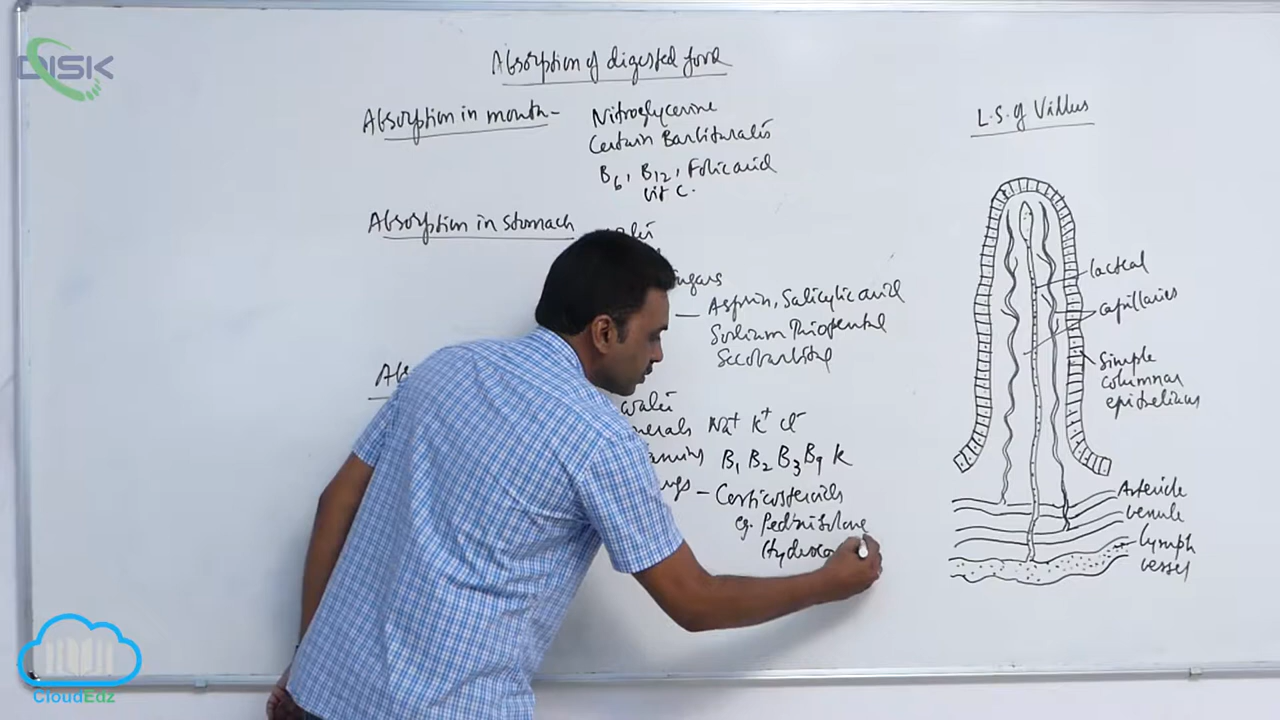 DISK
Absorption of digested food
Absorption in mouth - Nitroglycerine
Certain Barbiturates
B6, B12, Folic acid
vit C.
Absorption in stomach
— Aspirin, Salicylic acid
Sodium Thiopental
Secobarbital
Na+ K+ Cl-
B1 B2 B3 B9 K
- Corticosteroids
eg. Pednisolone
Hydroco
L.S. of Villus
lacteal
capillaries
Simple
columnar
epithelium
Arteriole
venule
Lymph
vessel
CloudEdz